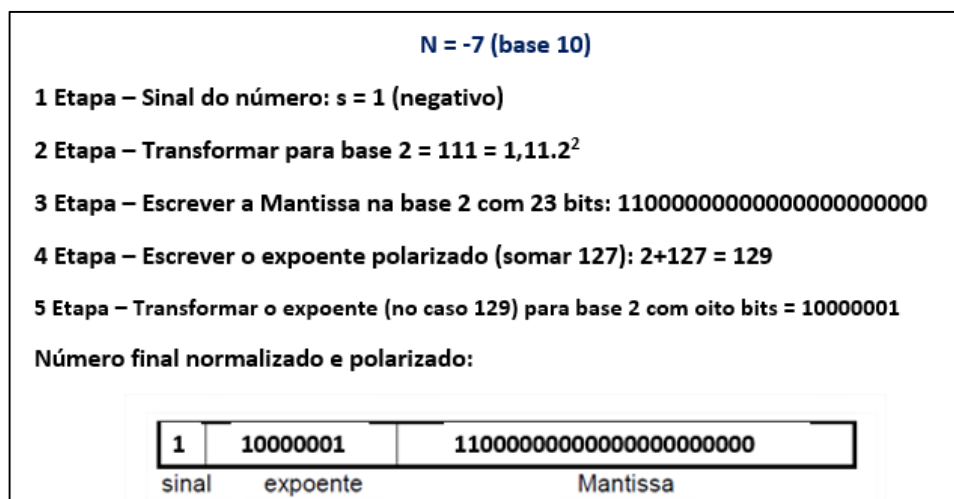 N = -7 (base 10)
1 Etapa – Sinal do número: s = 1 (negativo)
2 Etapa – Transformar para base 2 = 111 = 1,11.2²
3 Etapa – Escrever a Mantissa na base 2 com 23 bits: 11000000000000000000000
4 Etapa – Escrever o expoente polarizado (somar 127): 2+127 = 129
5 Etapa – Transformar o expoente (no caso 129) para base 2 com oito bits = 10000001
Número final normalizado e polarizado:
1 10000001 11000000000000000000000
sinal expoente Mantissa